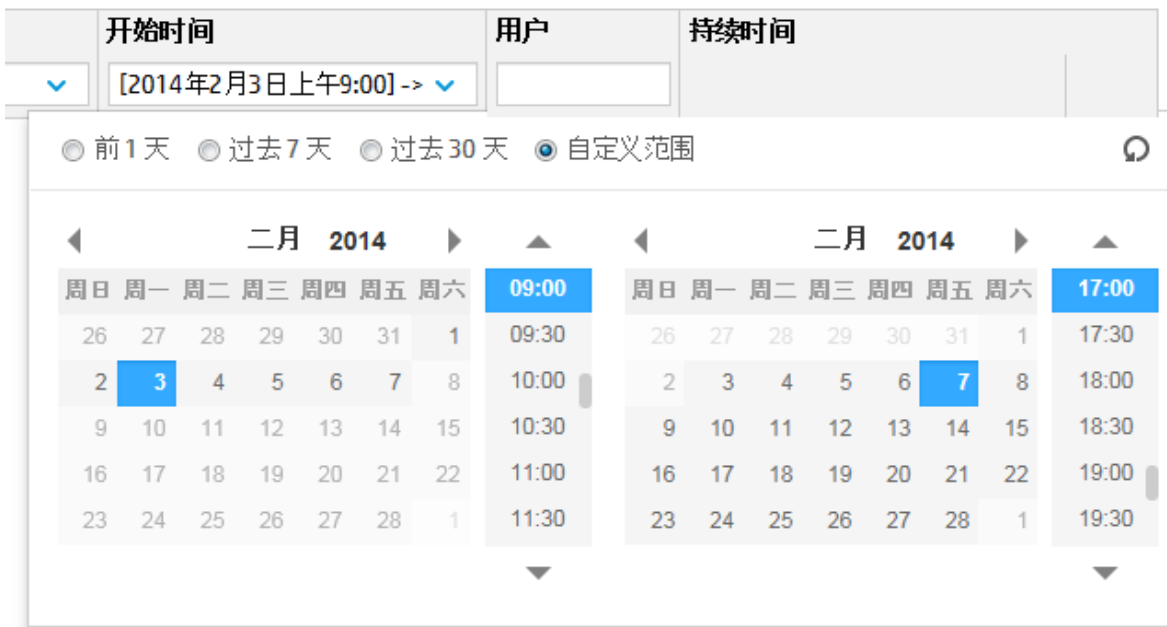 开始时间 用户 持续时间
[2014年2月3日上午9:00] ->
前1天 过去7天 过去30天 自定义范围
二月 2014 二月 2014
周日 周一 周二 周三 周四 周五 周六 09:00 周日 周一 周二 周三 周四 周五 周六 17:00
26 27 28 29 30 31 1 09:30 26 27 28 29 30 31 1 17:30
2 3 4 5 6 7 8 10:00 2 3 4 5 6 7 8 18:00
9 10 11 12 13 14 15 10:30 9 10 11 12 13 14 15 18:30
16 17 18 19 20 21 22 11:00 16 17 18 19 20 21 22 19:00
23 24 25 26 27 28 1 11:30 23 24 25 26 27 28 1 19:30